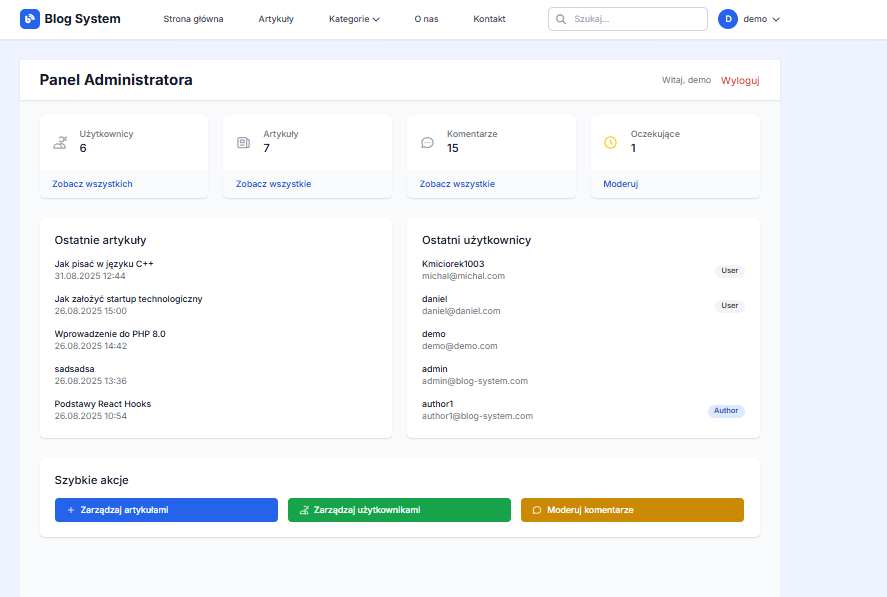 Blog System
Strona główna
Artykuły
Kategorie
O nas
Kontakt
Szukaj...
D
demo
Panel Administratora
Witaj, demo
Wyloguj
Użytkownicy
6
Zobacz wszystkich
Artykuły
7
Zobacz wszystkie
Komentarze
15
Zobacz wszystkie
Oczekujące
1
Moderuj
Ostatnie artykuły
Jak pisać w języku C++
31.08.2025 12:44
Jak założyć startup technologiczny
26.08.2025 15:00
Wprowadzenie do PHP 8.0
26.08.2025 14:42
sadsadsa
26.08.2025 13:36
Podstawy React Hooks
26.08.2025 10:54
Ostatni użytkownicy
Kmiciorek1003
michal@michal.com
User
daniel
daniel@daniel.com
User
demo
demo@demo.com
admin
admin@blog-system.com
author1
author1@blog-system.com
Author
Szybkie akcje
Zarządzaj artykułami
Zarządzaj użytkownikami
Moderuj komentarze